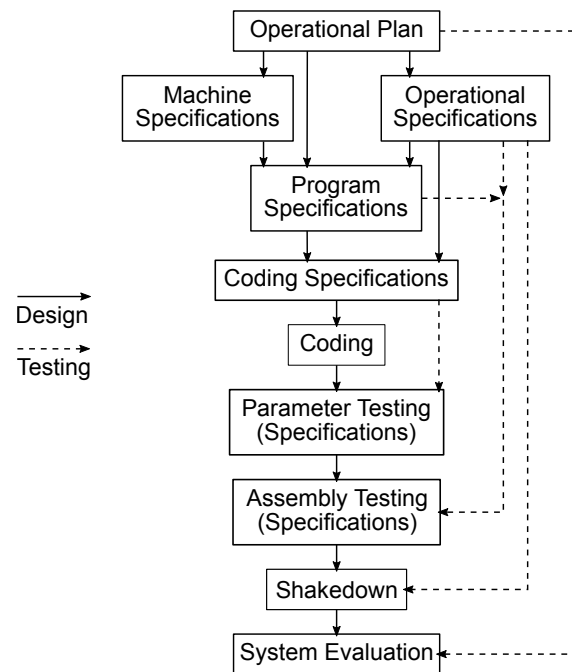 Operational Plan
Machine
Specifications
Operational
Specifications
Program
Specifications
Coding Specifications
Design
Coding
Testing
Parameter Testing
(Specifications)
Assembly Testing
(Specifications)
Shakedown
System Evaluation